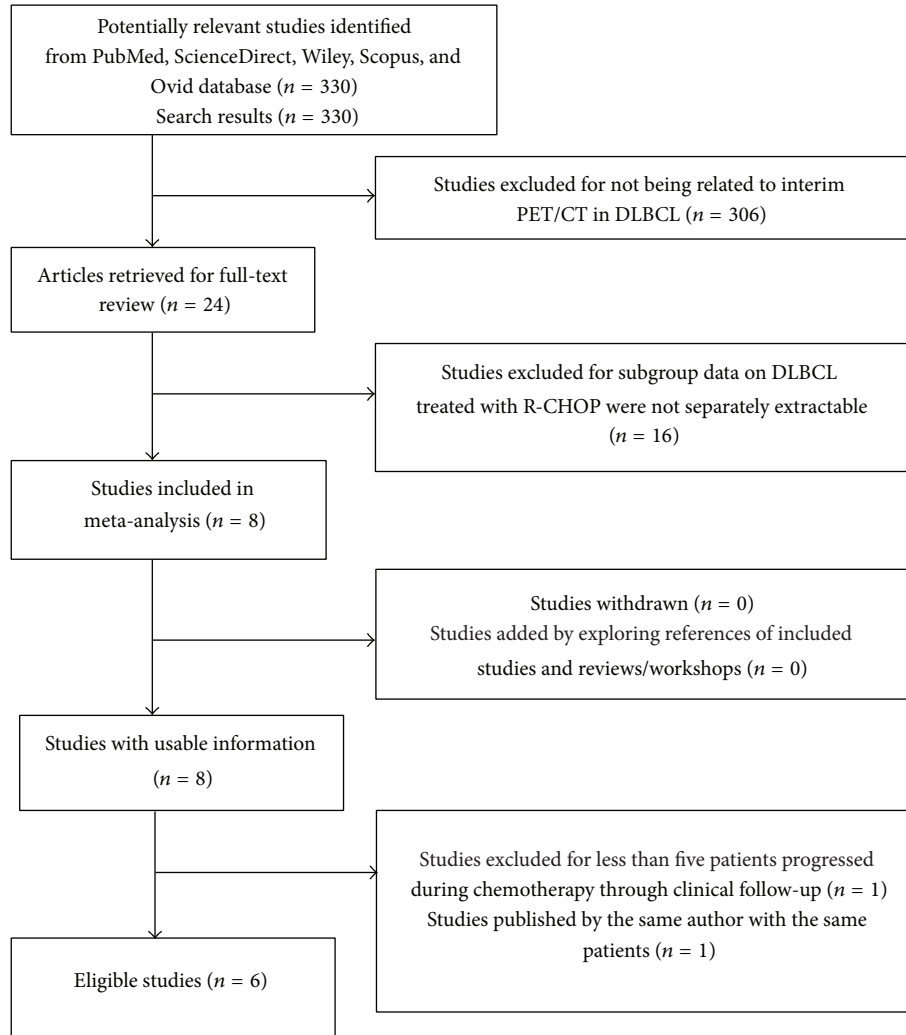 Potentially relevant studies identified
from PubMed, ScienceDirect, Wiley, Scopus, and
Ovid database (n = 330)
Search results (n = 330)
Studies excluded for not being related to interim
PET/CT in DLBCL (n = 306)
Articles retrieved for full-text
review (n = 24)
Studies excluded for subgroup data on DLBCL
treated with R-CHOP were not separately extractable
(n = 16)
Studies included in
meta-analysis (n = 8)
Studies withdrawn (n = 0)
Studies added by exploring references of included
studies and reviews/workshops (n = 0)
Studies with usable information
(n = 8)
Studies excluded for less than five patients progressed
during chemotherapy through clinical follow-up (n = 1)
Studies published by the same author with the same
patients (n = 1)
Eligible studies (n = 6)